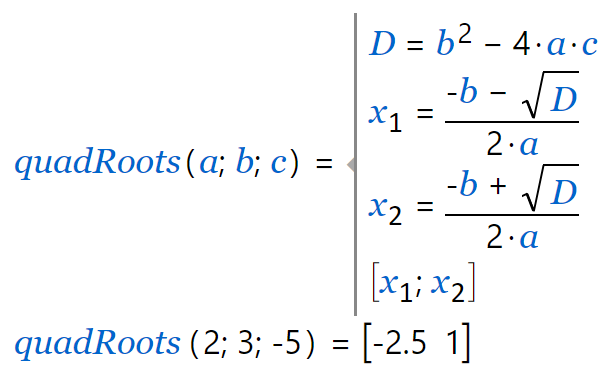 D = b² − 4·a·c
x₁ = (-b − √D)/(2·a)
quadRoots(a; b; c) =
x₂ = (-b + √D)/(2·a)
[x₁; x₂]
quadRoots(2; 3; -5) = [-2.5 1]